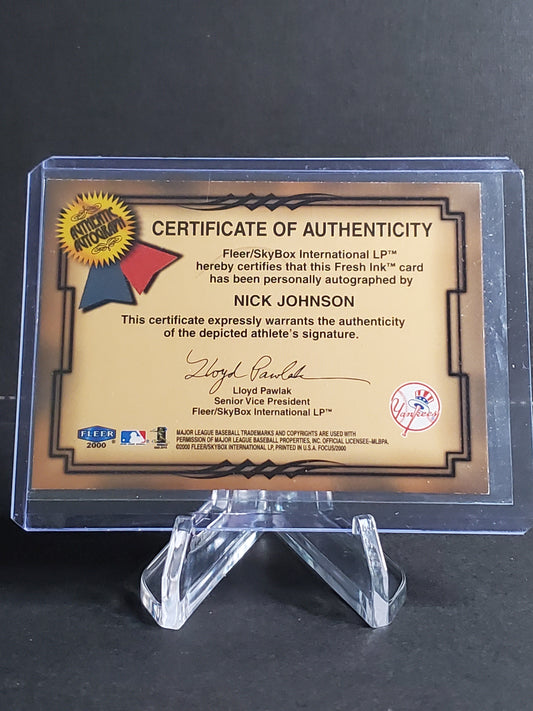 AUTHENTIC
AUTOGRAPH
CERTIFICATE OF AUTHENTICITY
Fleer/SkyBox International LP™
hereby certifies that this Fresh Ink™ card
has been personally autographed by
NICK JOHNSON
This certificate expressly warrants the authenticity
of the depicted athlete's signature.
Lloyd Pawlak
Lloyd Pawlak
Senior Vice President
Fleer/SkyBox International LP™
Yankees
FLEER
2000
MAJOR LEAGUE BASEBALL TRADEMARKS AND COPYRIGHTS ARE USED WITH
PERMISSION OF MAJOR LEAGUE BASEBALL PROPERTIES, INC. OFFICIAL LICENSEE-MLBPA.
©2000 FLEER/SKYBOX INTERNATIONAL LP, PRINTED IN U.S.A. FOCUS/2000